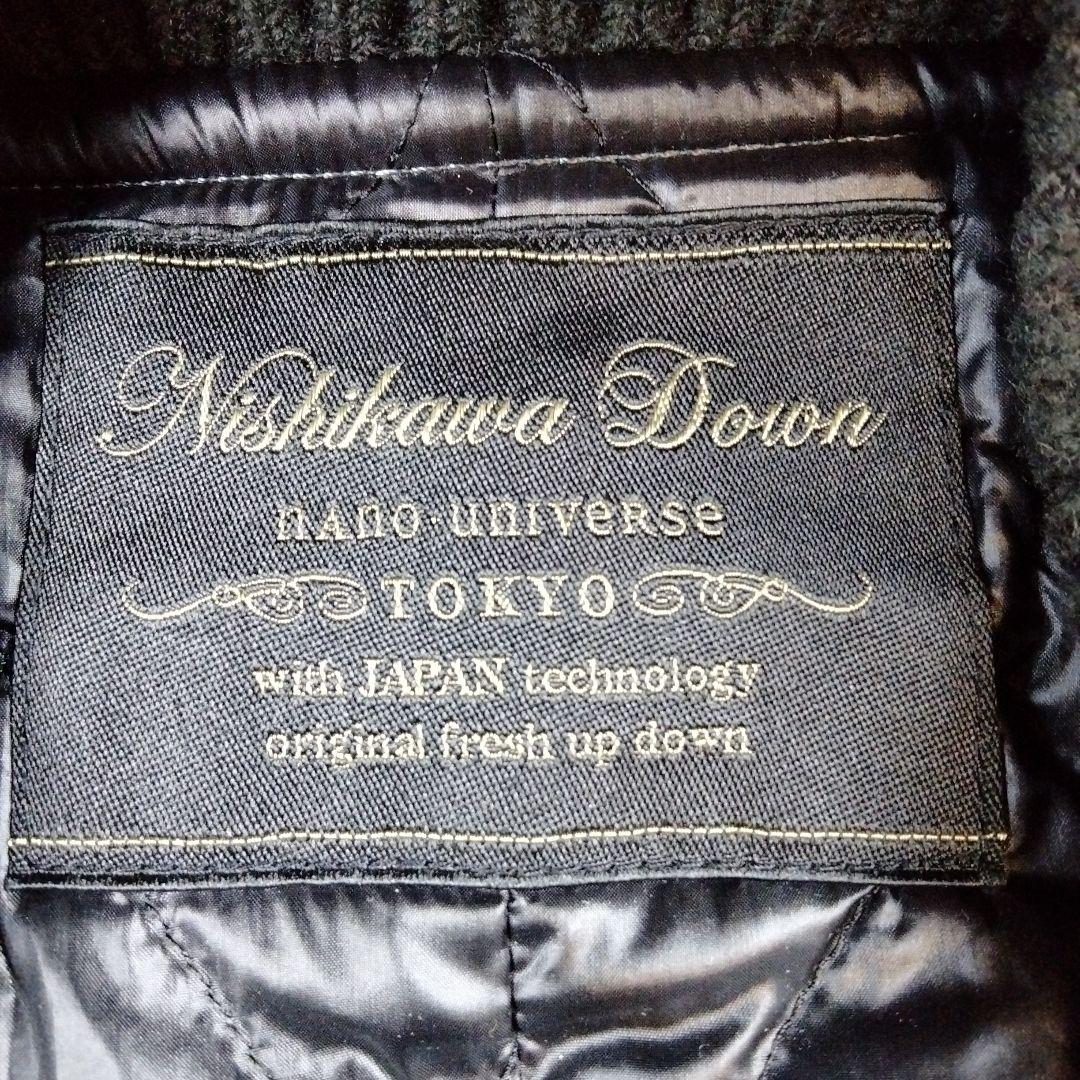 Nishikawa Down
nano·universe
TOKYO
with JAPAN technology
original fresh up down